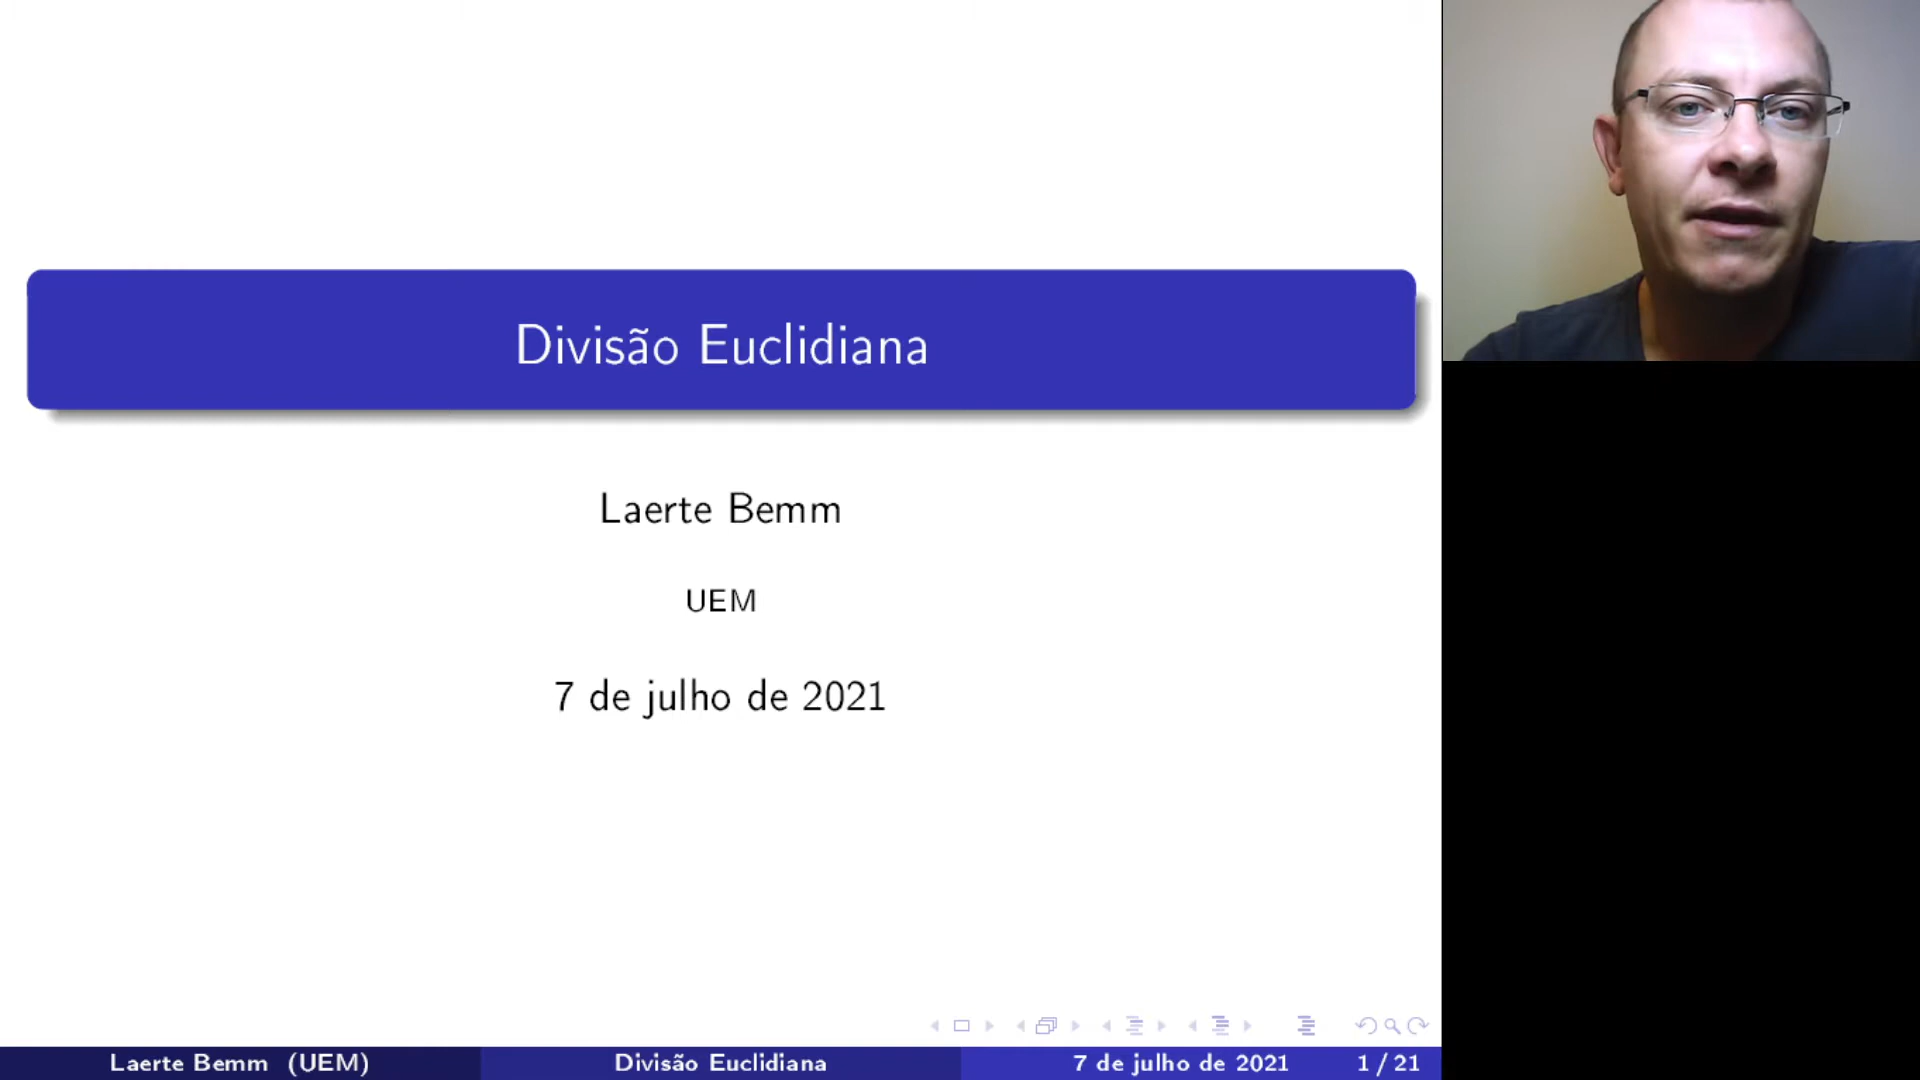 Divisão Euclidiana
Laerte Bemm
UEM
7 de julho de 2021
Laerte Bemm (UEM)
Divisão Euclidiana
7 de julho de 2021
1 / 21